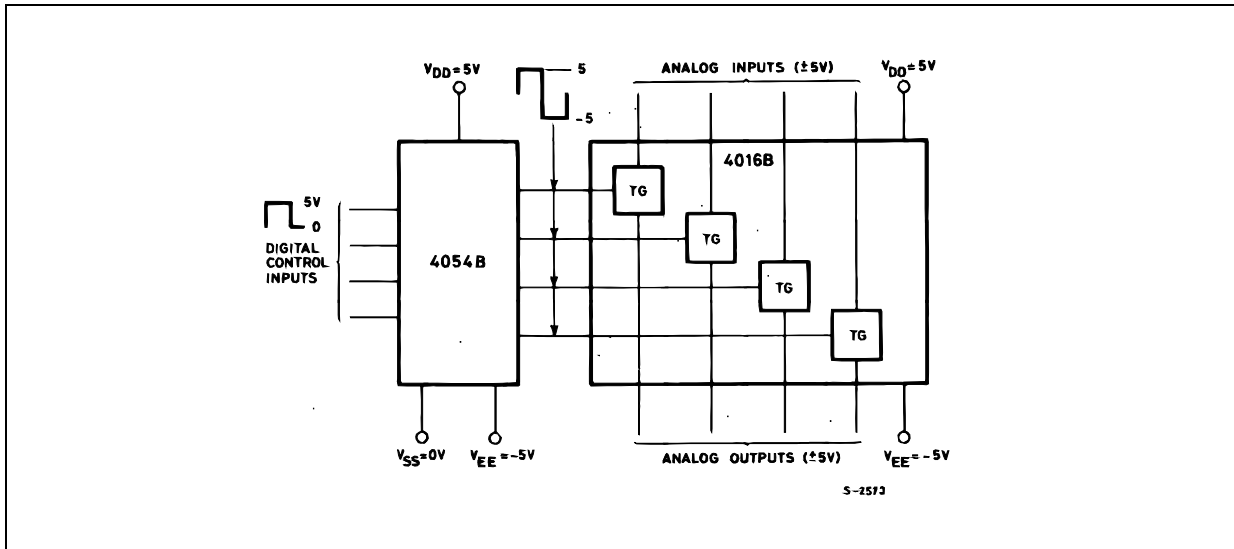 VDD=5V
5
-5
ANALOG INPUTS (±5V)
VDD=5V
4016B
TG
TG
TG
TG
5V
0
DIGITAL
CONTROL
INPUTS
4054B
VSS=0V
VEE=-5V
ANALOG OUTPUTS (±5V)
VEE=-5V
S-2573